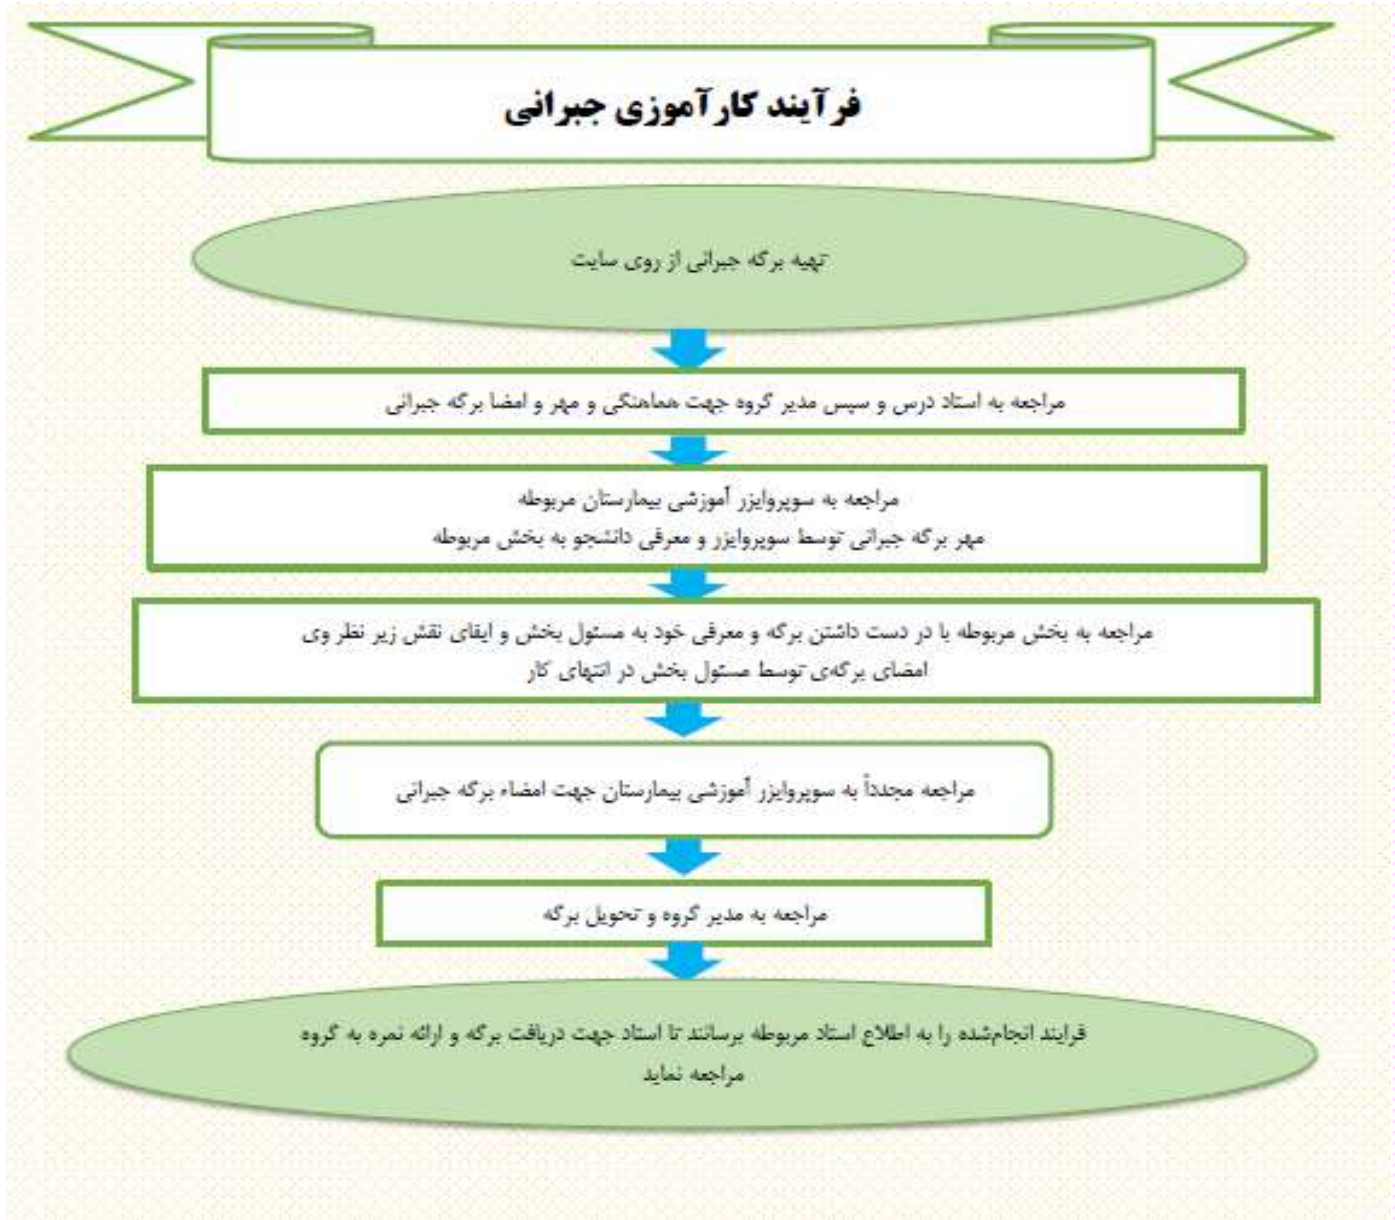 فرآیند کارآموزی جبرانی
تهیه برگه جبرانی از روی سایت
مراجعه به استاد درس و سپس مدیر گروه جهت هماهنگی و مهر و امضا برگه جبرانی
مراجعه به سوپروایزر آموزشی بیمارستان مربوطه
مهر برگه جبرانی توسط سوپروایزر و معرفی دانشجو به بخش مربوطه
مراجعه به بخش مربوطه با در دست داشتن برگه و معرفی خود به مسئول بخش و ایفای نقش زیر نظر وی
امضای برگه‌ی توسط مسئول بخش در انتهای کار
مراجعه مجدداً به سوپروایزر آموزشی بیمارستان جهت امضاء برگه جبرانی
مراجعه به مدیر گروه و تحویل برگه
فرایند انجام‌شده را به اطلاع استاد مربوطه برسانند تا استاد جهت دریافت برگه و ارائه نمره به گروه
مراجعه نماید